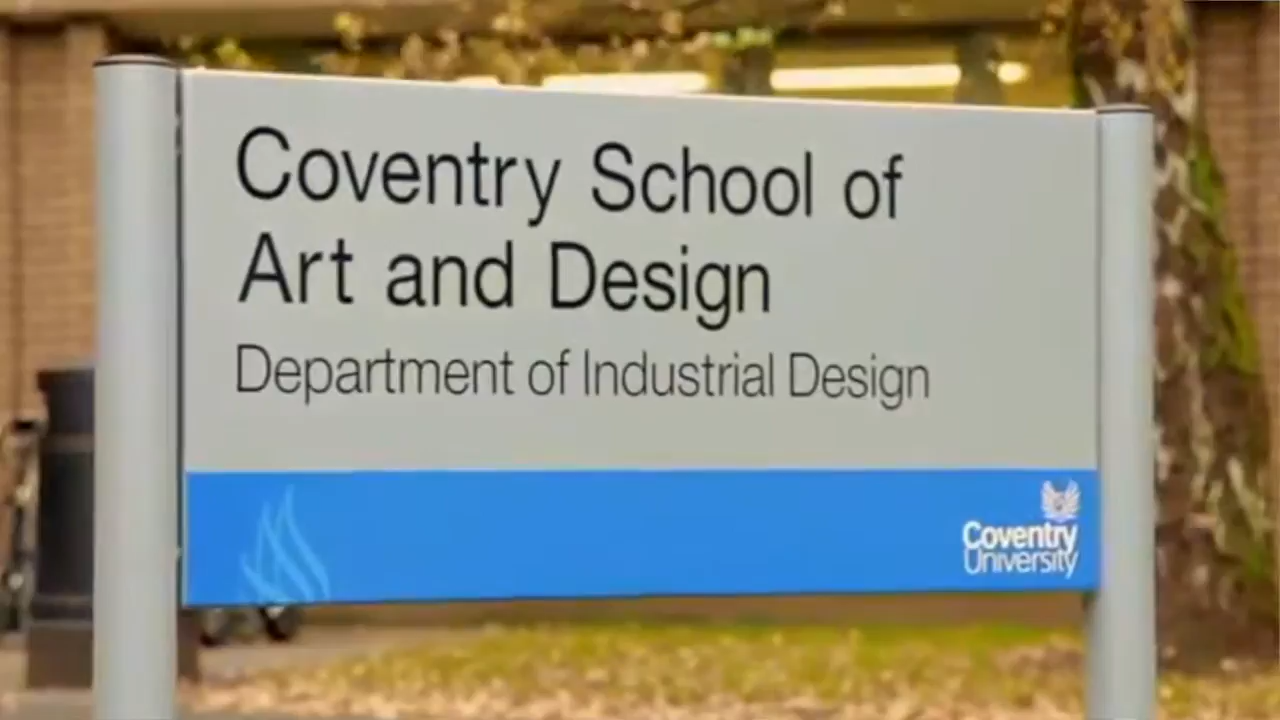 Coventry School of
Art and Design
Department of Industrial Design
Coventry
University